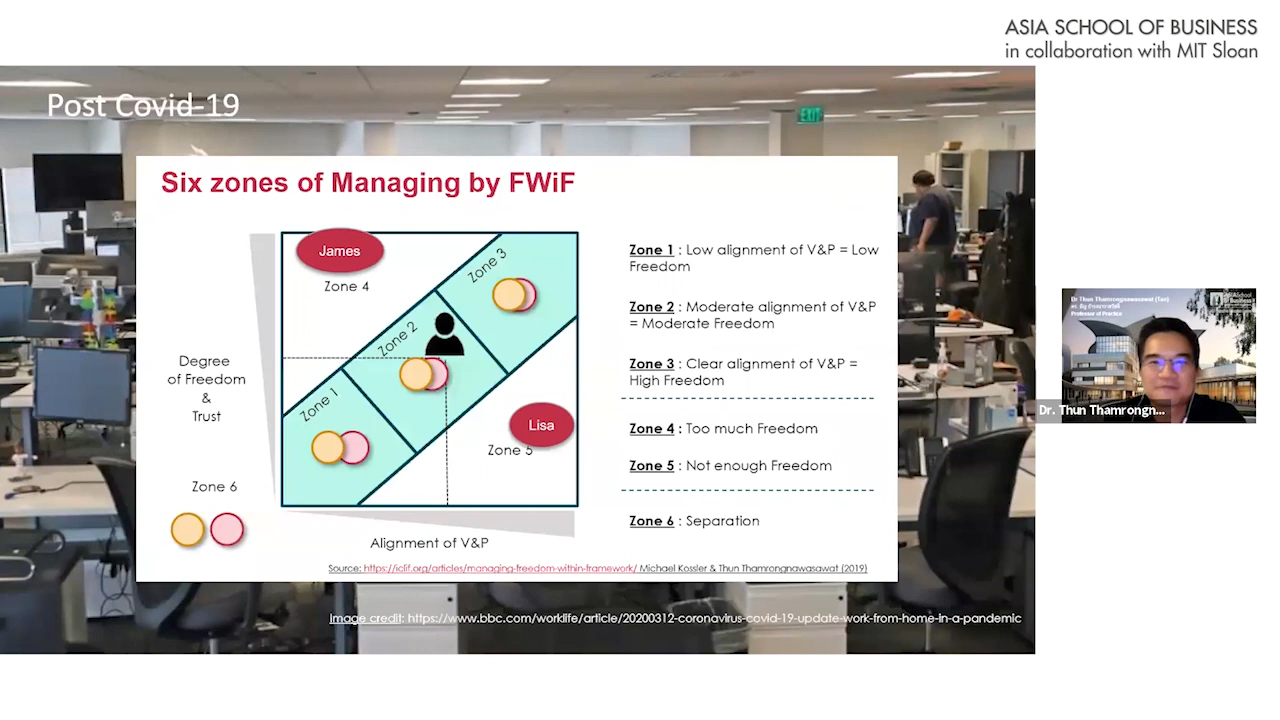 ASIA SCHOOL OF BUSINESS
in collaboration with MIT Sloan
Post Covid-19
EXIT
Six zones of Managing by FWiF
James
Zone 4
Zone 3
Zone 2
Zone 1
Lisa
Zone 5
Degree
of Freedom
&
Trust
Zone 6
Alignment of V&P
Zone 1 : Low alignment of V&P = Low
Freedom
Zone 2 : Moderate alignment of V&P
= Moderate Freedom
Zone 3 : Clear alignment of V&P =
High Freedom
Zone 4 : Too much Freedom
Zone 5 : Not enough Freedom
Zone 6 : Separation
Source: https://iclif.org/articles/managing-freedom-within-framework/ Michael Kossler & Thun Thamrongnawasawat (2019)
Image credit: https://www.bbc.com/worklife/article/20200312-coronavirus-covid-19-update-work-from-home-in-a-pandemic
Dr Thun Thamrongnawasawat (Tan)
Professor of Practice
Dr. Thun Thamrongn...